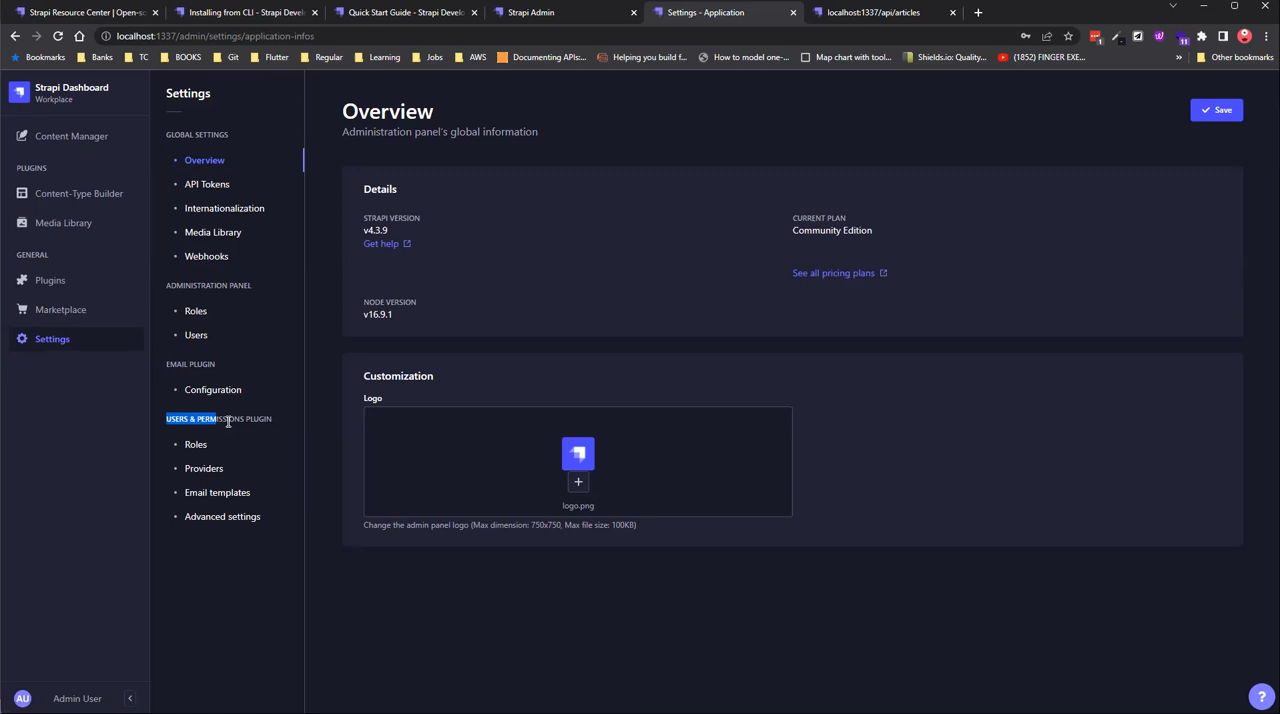 Strapi Resource Center | Open-s
Installing from CLI - Strapi Devel
Quick Start Guide - Strapi Develo
Strapi Admin
Settings - Application
localhost:1337/api/articles
localhost:1337/admin/settings/application-infos
Bookmarks
Banks
TC
BOOKS
Git
Flutter
Regular
Learning
Jobs
AWS
Documenting APIs:...
Helping you build f...
How to model one-...
Map chart with tool...
Shields.io: Quality...
(1852) FINGER EXE...
»
Other bookmarks
Strapi Dashboard
Workplace
Content Manager
PLUGINS
Content-Type Builder
Media Library
GENERAL
Plugins
Marketplace
Settings
AU
Admin User
Settings
GLOBAL SETTINGS
Overview
API Tokens
Internationalization
Media Library
Webhooks
ADMINISTRATION PANEL
Roles
Users
EMAIL PLUGIN
Configuration
USERS & PERMISSIONS PLUGIN
Roles
Providers
Email templates
Advanced settings
Overview
Administration panel's global information
Save
Details
STRAPI VERSION
v4.3.9
Get help
CURRENT PLAN
Community Edition
See all pricing plans
NODE VERSION
v16.9.1
Customization
Logo
logo.png
Change the admin panel logo (Max dimension: 750x750, Max file size: 100KB)
?